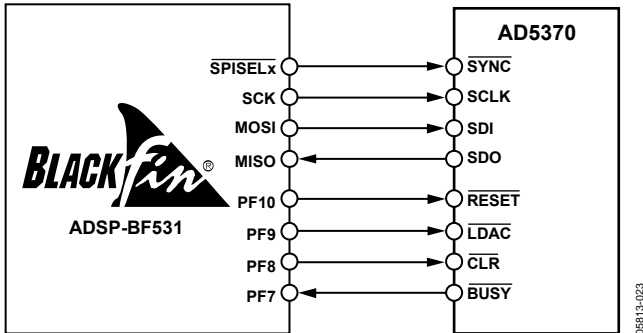 AD5370
SPISELx SYNC
SCK SCLK
MOSI SDI
MISO SDO
BLACKfin®
PF10 RESET
ADSP-BF531
PF9 LDAC
PF8 CLR
PF7 BUSY
05813-023